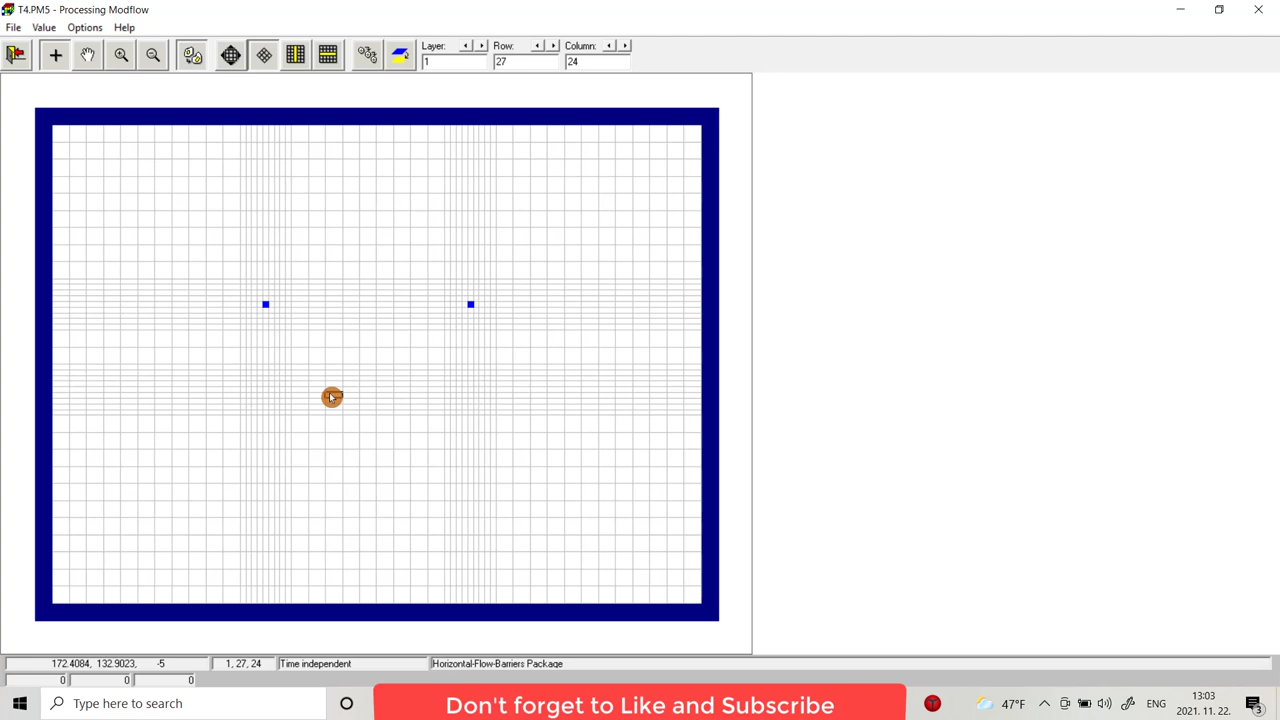 T4.PM5 - Processing Modflow
File Value Options Help
Layer: Row: Column:
1 27 24
172.4084, 132.9023, -5 1, 27, 24 Time independent Horizontal-Flow-Barriers Package
0 0 0
Type here to search
Don't forget to Like and Subscribe
47°F
ENG
13:03
2021. 11. 22.
3